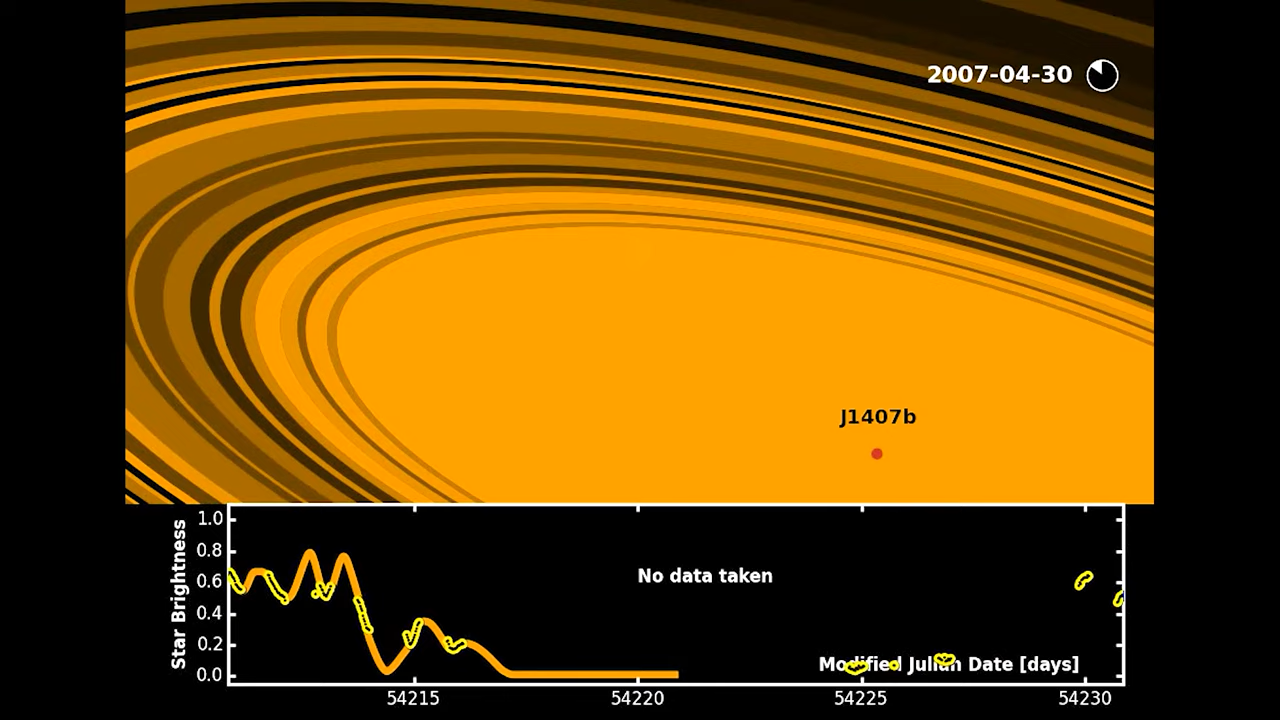 2007-04-30
J1407b
Star Brightness
1.0
0.8
0.6
0.4
0.2
0.0
No data taken
Modified Julian Date [days]
54215
54220
54225
54230